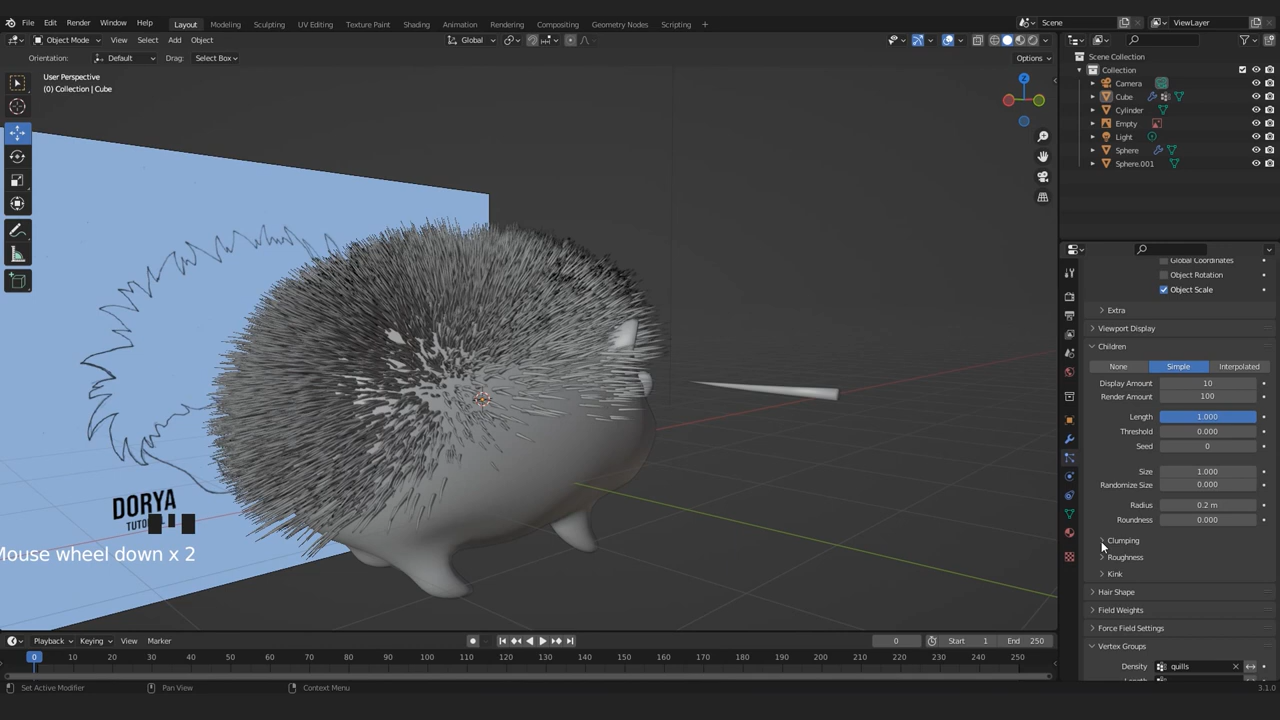 File Edit Render Window Help Layout Modeling Sculpting UV Editing Texture Paint Shading Animation Rendering Compositing Geometry Nodes Scripting + Scene ViewLayer
Object Mode View Select Add Object Global Options
Orientation: Default Drag: Select Box
User Perspective
(0) Collection | Cube
Z
Scene Collection
Collection
Camera
Cube
Cylinder
Empty
Light
Sphere
Sphere.001
Global Coordinates
Object Rotation
Object Scale
Extra
Viewport Display
Children
None Simple Interpolated
Display Amount 10
Render Amount 100
Length 1.000
Threshold 0.000
Seed 0
Size 1.000
Randomize Size 0.000
Radius 0.2 m
Roundness 0.000
Clumping
Roughness
Kink
Hair Shape
Field Weights
Force Field Settings
Vertex Groups
Density quills
DORYA
Mouse wheel down x 2
Playback Keying View Marker 0 Start 1 End 250
0 10 20 30 40 50 60 70 80 90 100 110 120 130 140 150 160 170 180 190 200 210 220 230 240 250
Set Active Modifier Pan View Context Menu 3.1.0